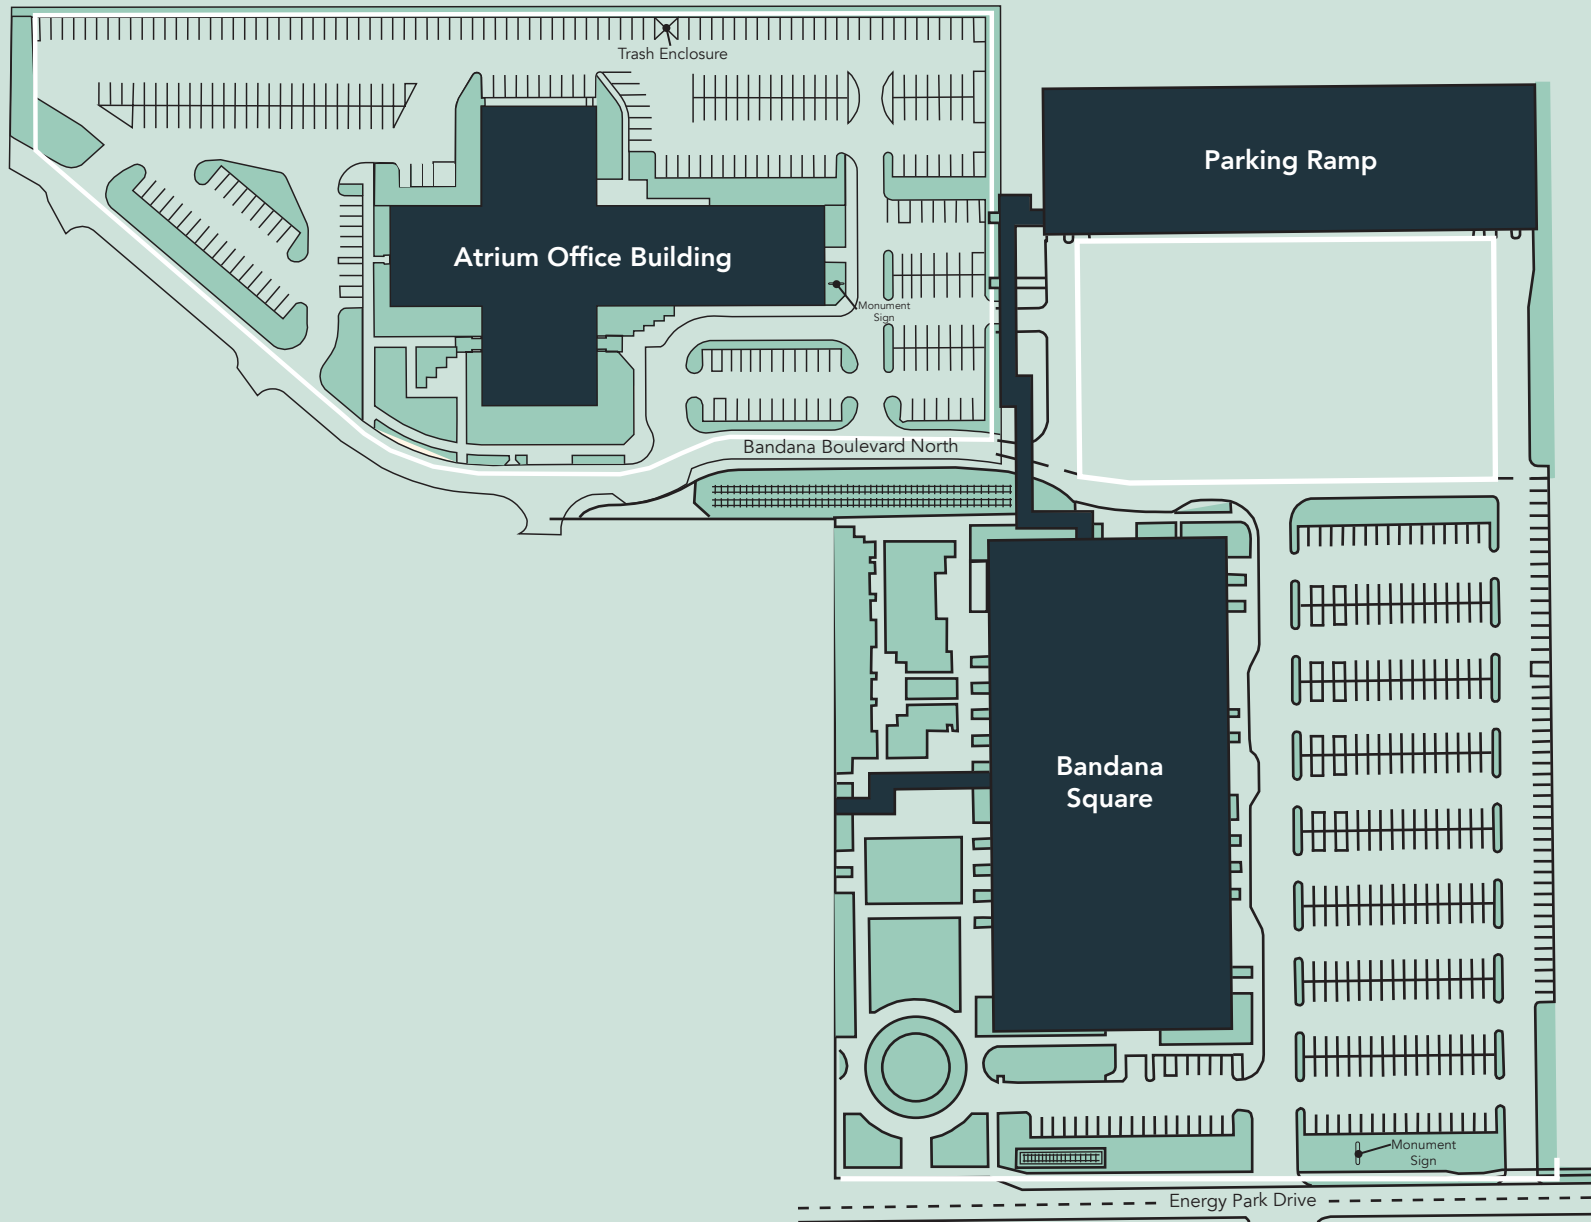 Trash Enclosure
Parking Ramp
Atrium Office Building
Monument
Sign
Bandana Boulevard North
Bandana
Square
Monument
Sign
Energy Park Drive